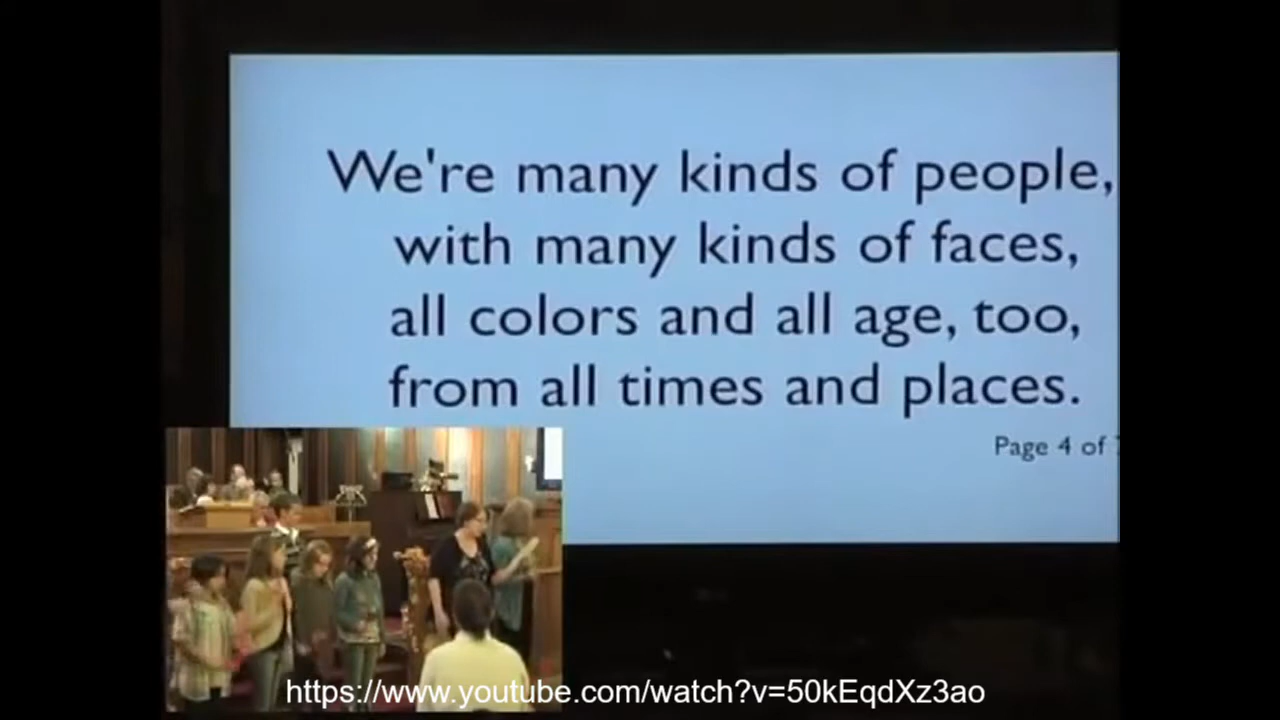 We're many kinds of people,
with many kinds of faces,
all colors and all age, too,
from all times and places.
Page 4 of
https://www.youtube.com/watch?v=50kEqdXz3ao